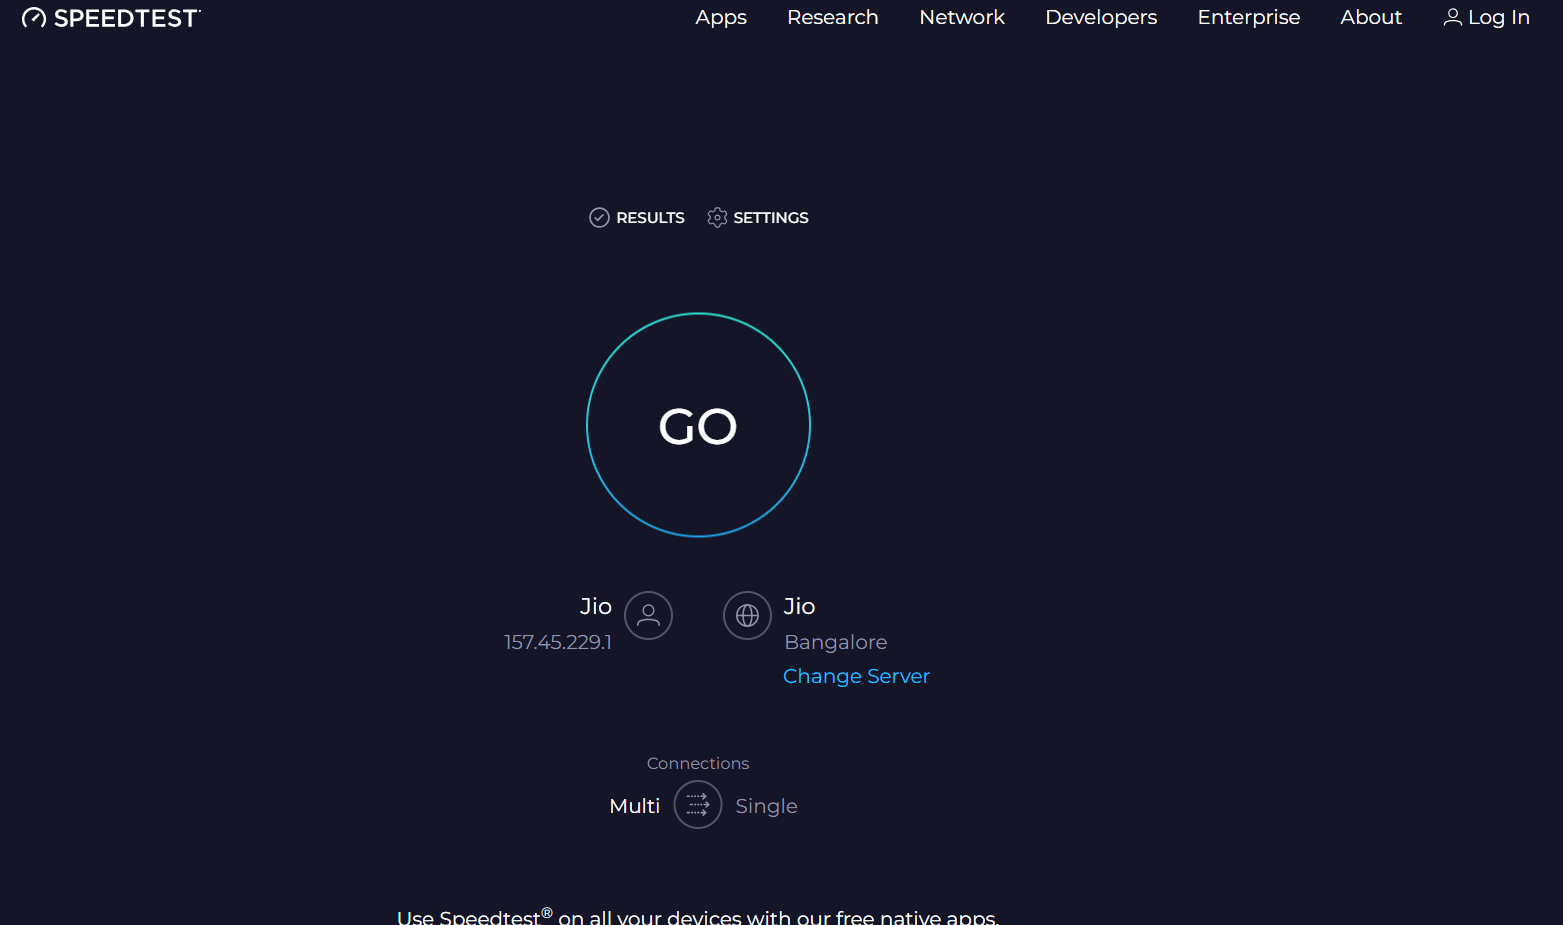 SPEEDTEST Apps Research Network Developers Enterprise About Log In
RESULTS SETTINGS
GO
Jio Jio
157.45.229.1 Bangalore
Change Server
Connections
Multi Single
Use Speedtest® on all your devices with our free native apps.